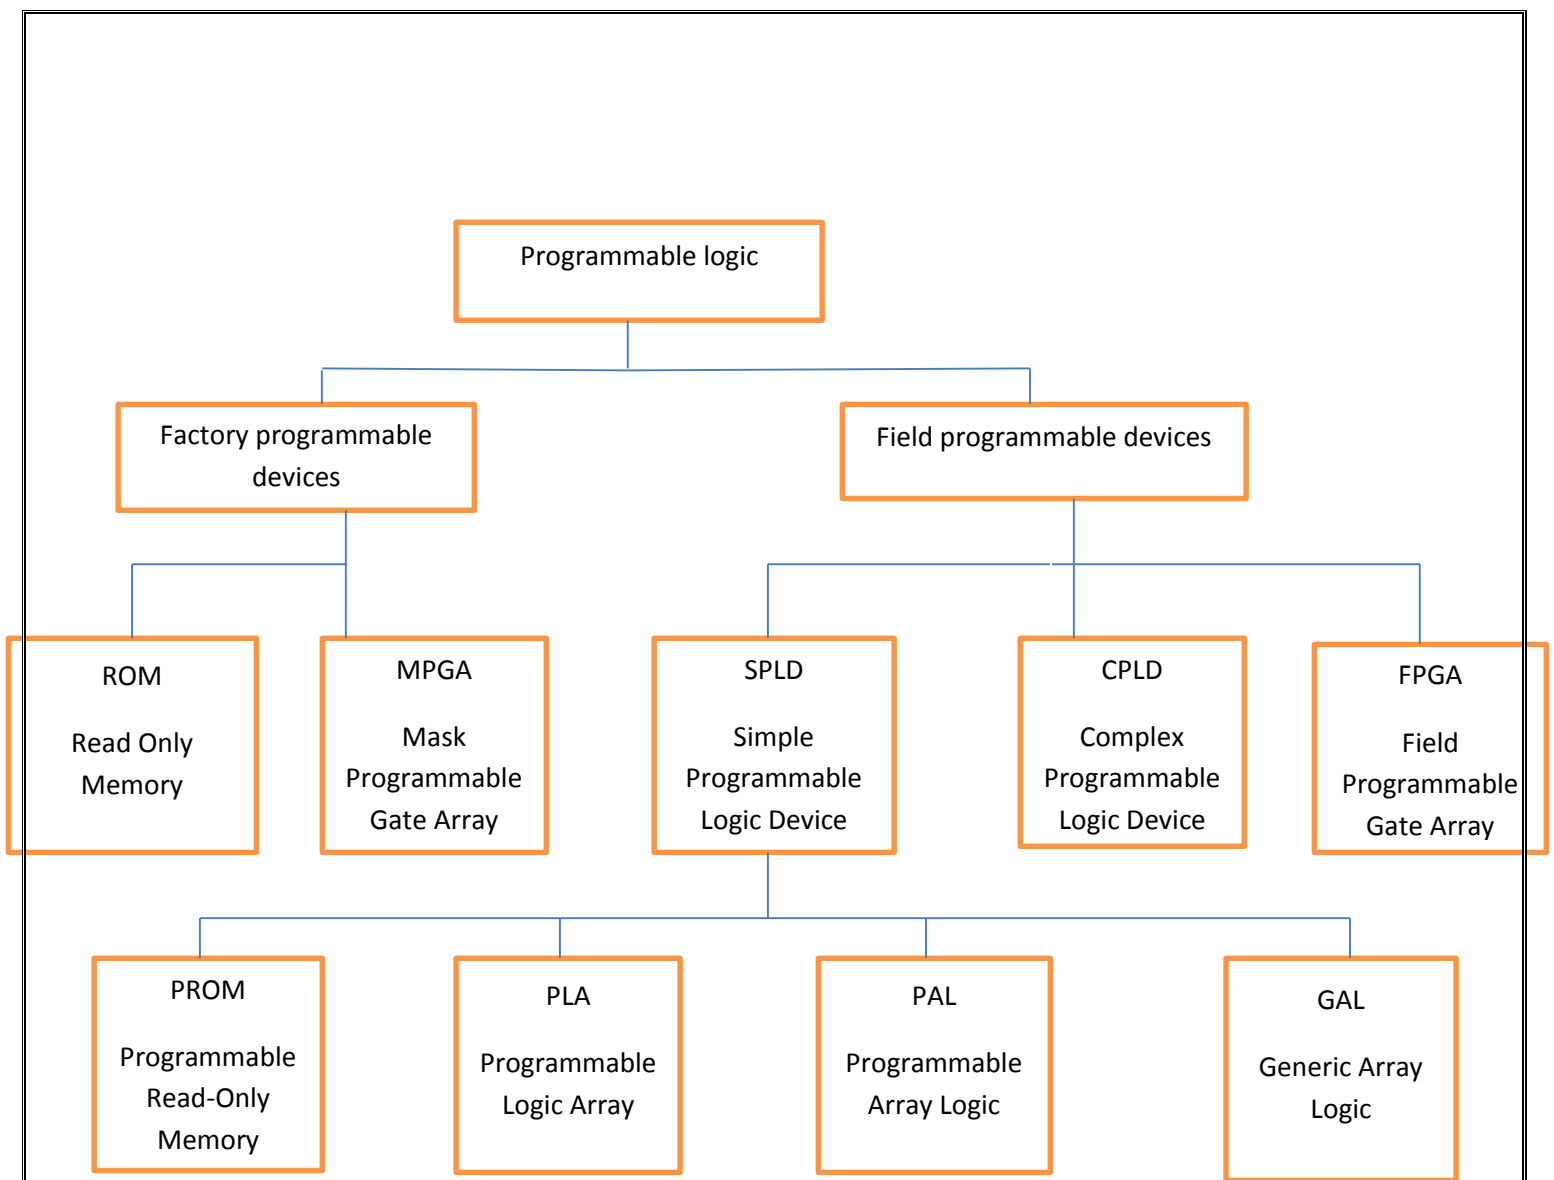 Programmable logic
Factory programmable
devices
Field programmable devices
ROM
Read Only
Memory
MPGA
Mask
Programmable
Gate Array
SPLD
Simple
Programmable
Logic Device
CPLD
Complex
Programmable
Logic Device
FPGA
Field
Programmable
Gate Array
PROM
Programmable
Read-Only
Memory
PLA
Programmable
Logic Array
PAL
Programmable
Array Logic
GAL
Generic Array
Logic